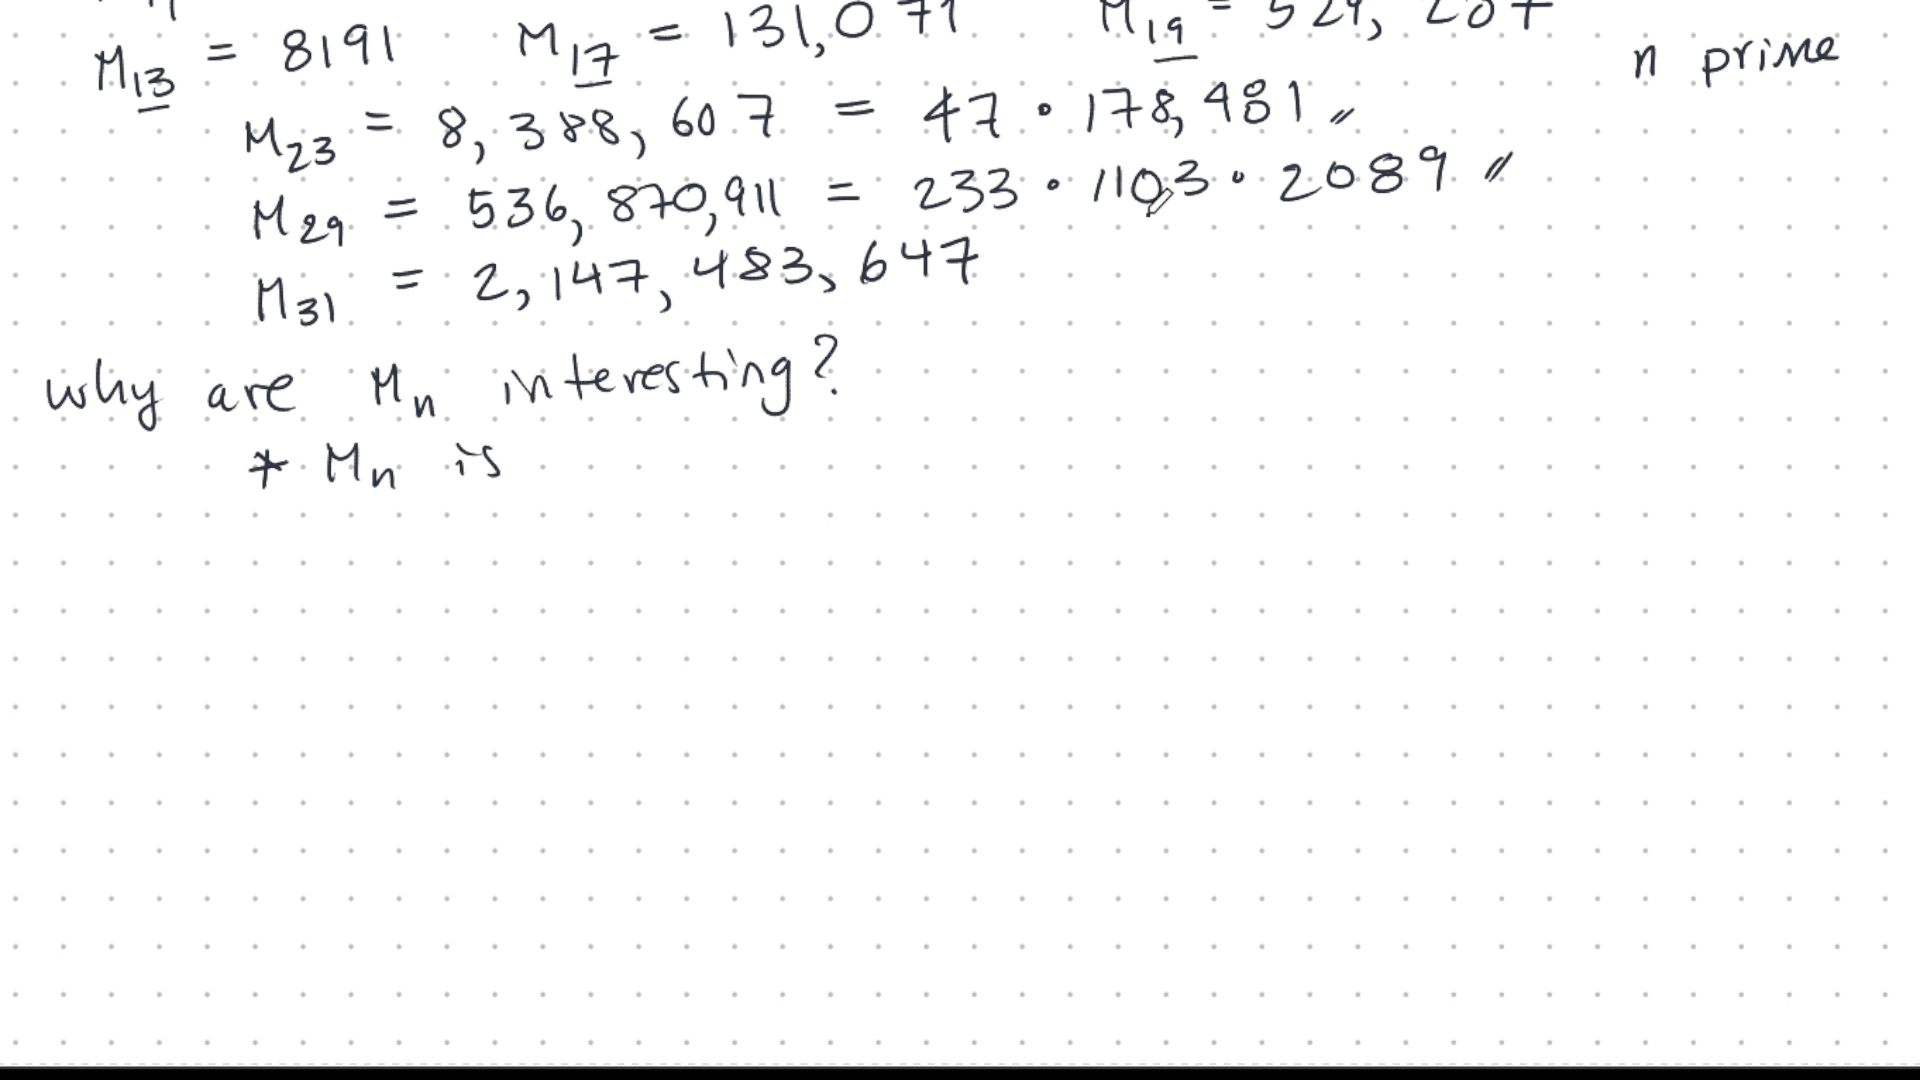 M13 = 8191 M17 = 131,071 M19 = 524,287
n prime
M23 = 8,388,607 = 47 · 178,481 //
M29 = 536,870,911 = 233 · 1103 · 2089 //
M31 = 2,147,483,647
why are Mn interesting?
* Mn is